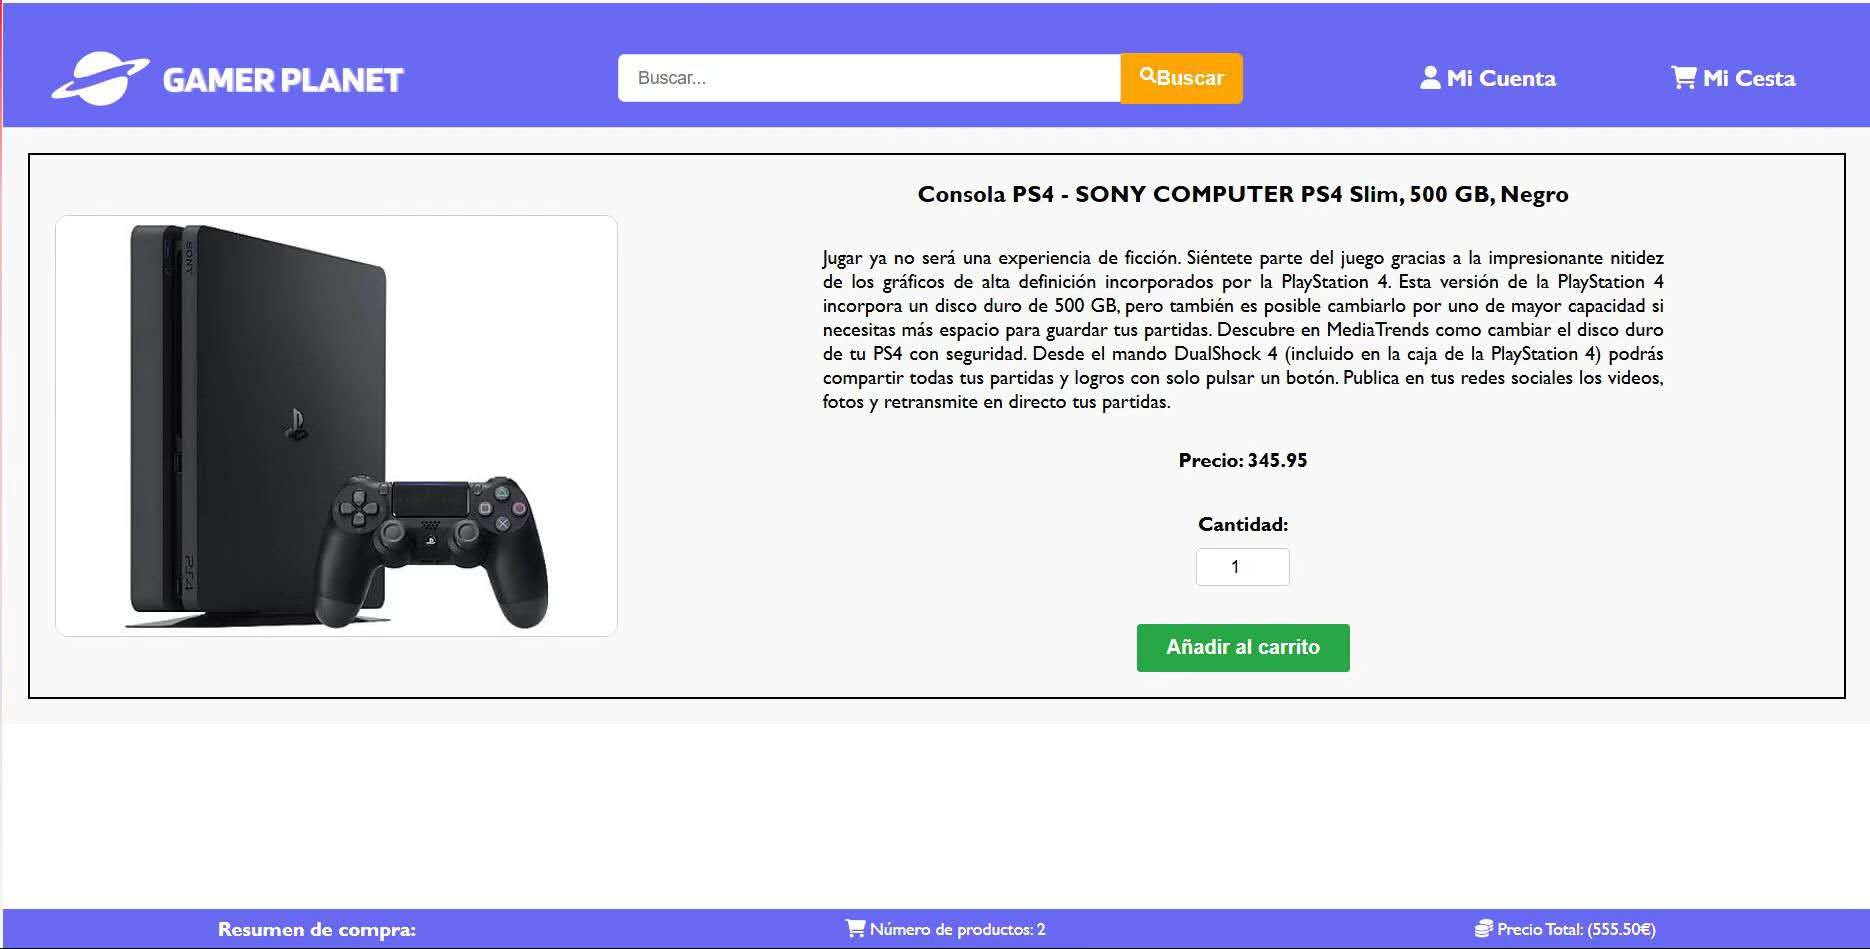 GAMER PLANET
Buscar...
Buscar
Mi Cuenta
Mi Cesta
Consola PS4 - SONY COMPUTER PS4 Slim, 500 GB, Negro
SONY
PS4
Jugar ya no será una experiencia de ficción. Siéntete parte del juego gracias a la impresionante nitidez
de los gráficos de alta definición incorporados por la PlayStation 4. Esta versión de la PlayStation 4
incorpora un disco duro de 500 GB, pero también es posible cambiarlo por uno de mayor capacidad si
necesitas más espacio para guardar tus partidas. Descubre en MediaTrends como cambiar el disco duro
de tu PS4 con seguridad. Desde el mando DualShock 4 (incluido en la caja de la PlayStation 4) podrás
compartir todas tus partidas y logros con solo pulsar un botón. Publica en tus redes sociales los videos,
fotos y retransmite en directo tus partidas.
Precio: 345.95
Cantidad:
1
Añadir al carrito
Resumen de compra:
Número de productos: 2
Precio Total: (555.50€)